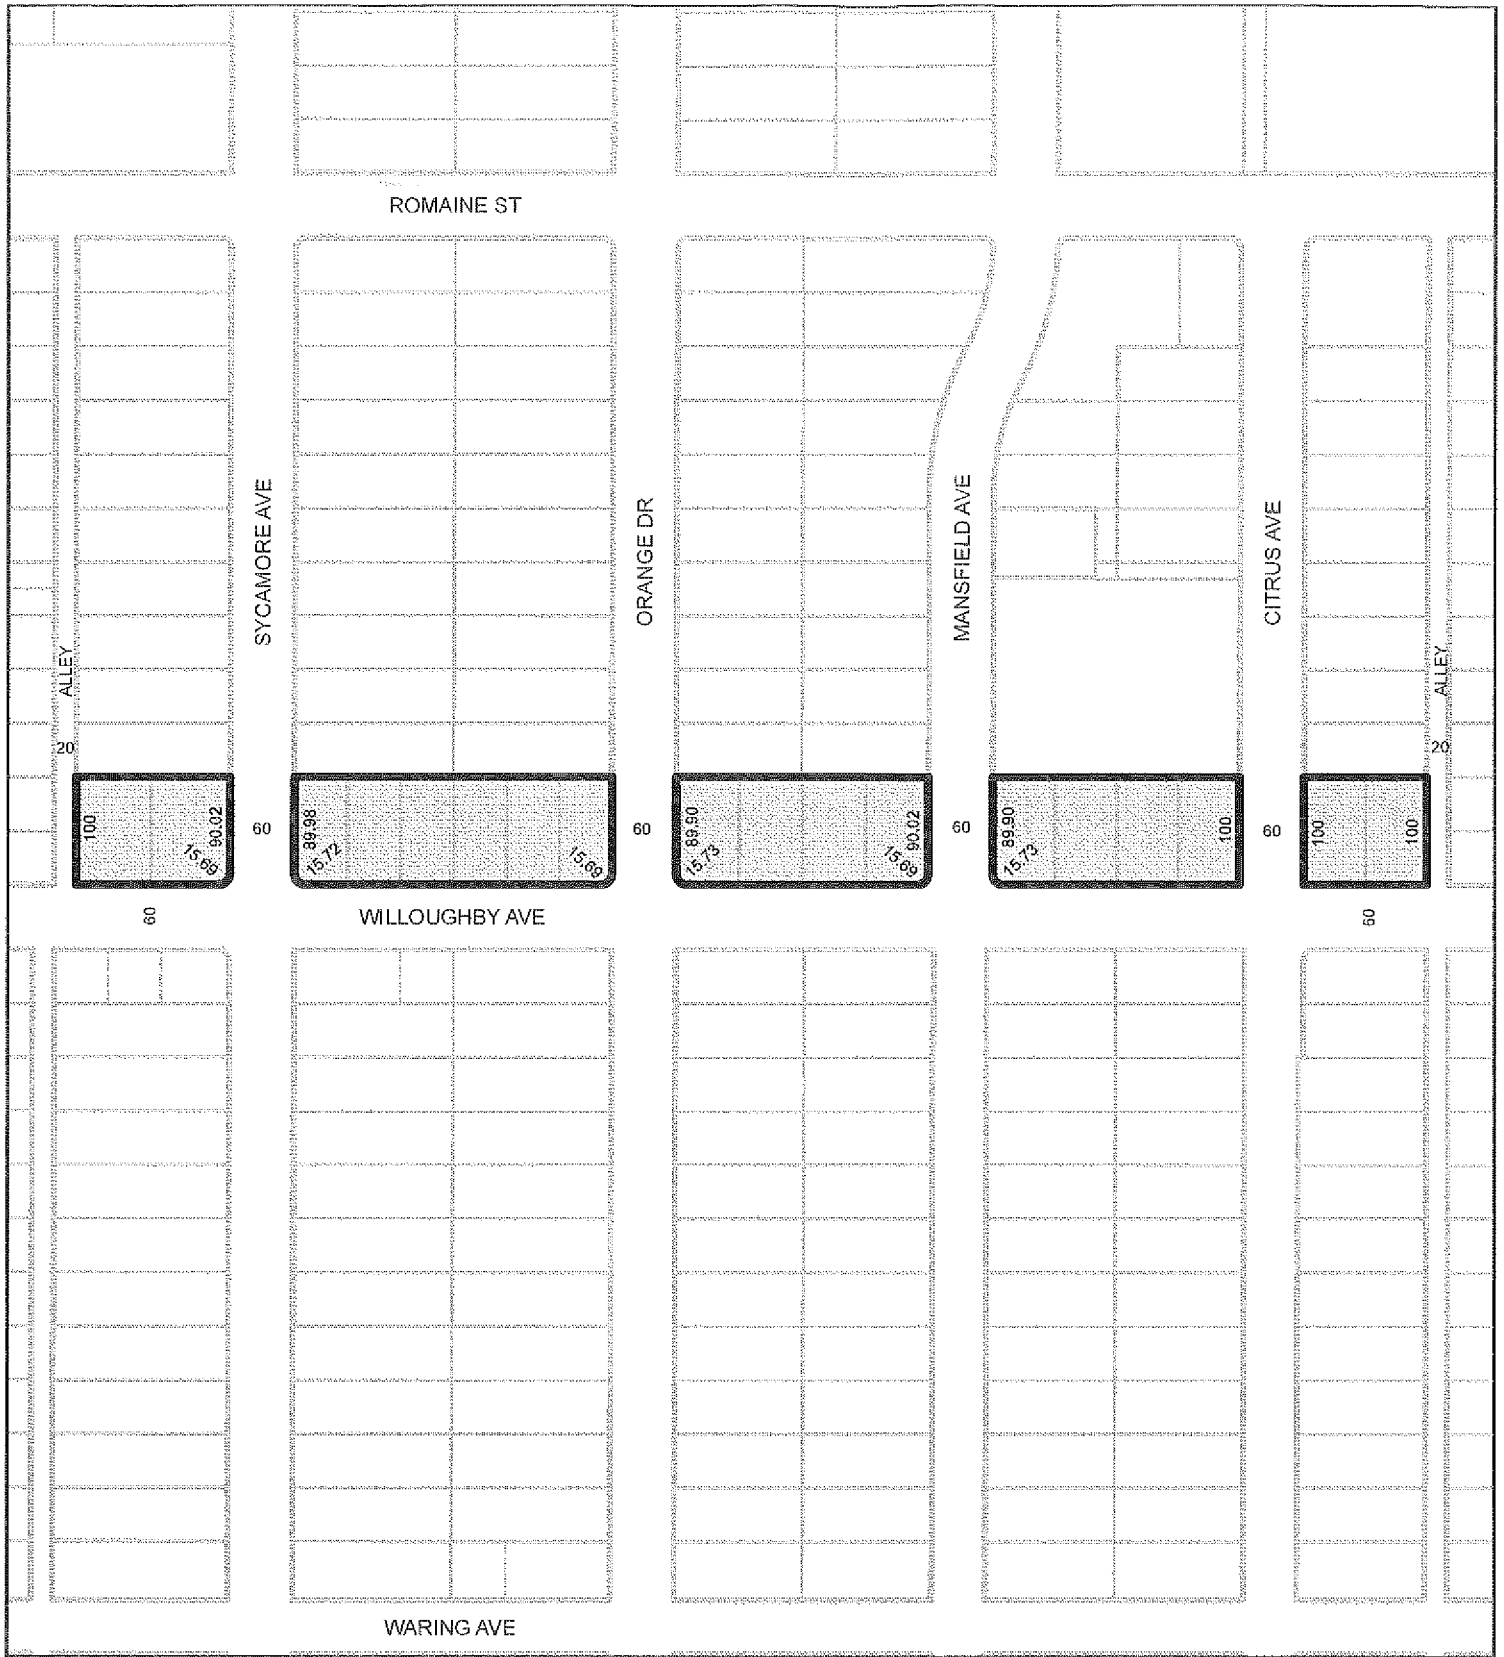 ROMAINE ST
SYCAMORE AVE
ORANGE DR
MANSFIELD AVE
CITRUS AVE
ALLEY
ALLEY
20
20
100
90.02
15.69
60
89.98
15.72
15.69
60
89.90
15.73
90.02
15.69
60
89.90
15.73
100
60
100
100
60
WILLOUGHBY AVE
60
WARING AVE